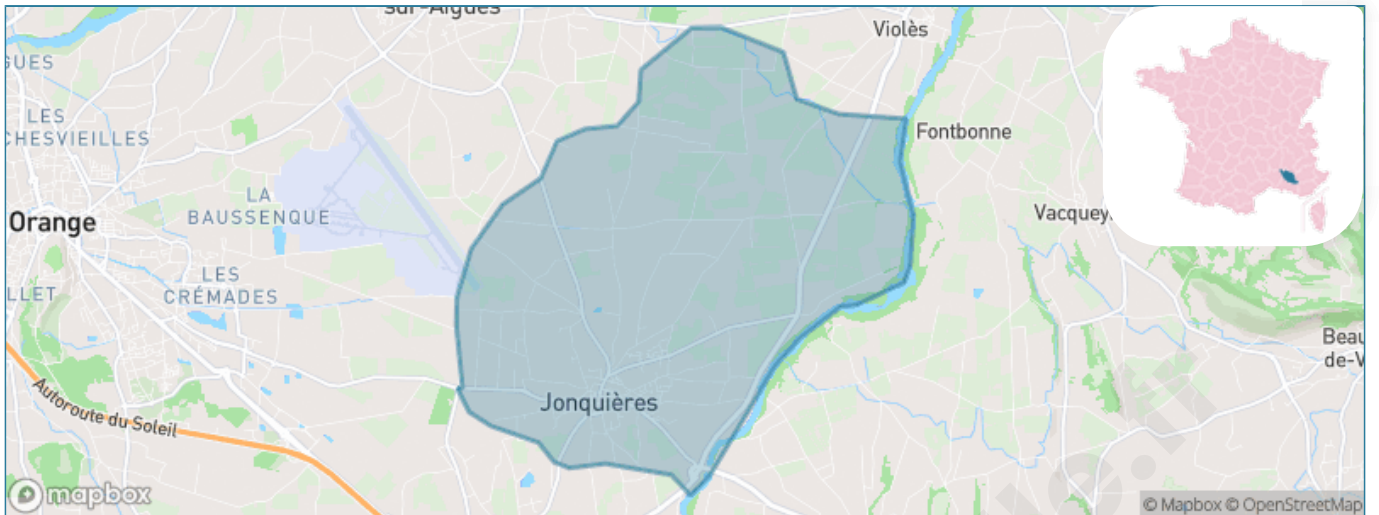 sur-Aigues
Violès
GUES
LES
CHESVIEILLES
Fontbonne
LA
BAUSSENQUE
Orange
Vacquey
LES
CRÉMADES
LLET
Beau
de-V
Autoroute du Soleil
Jonquières
mapbox
© Mapbox © OpenStreetMap